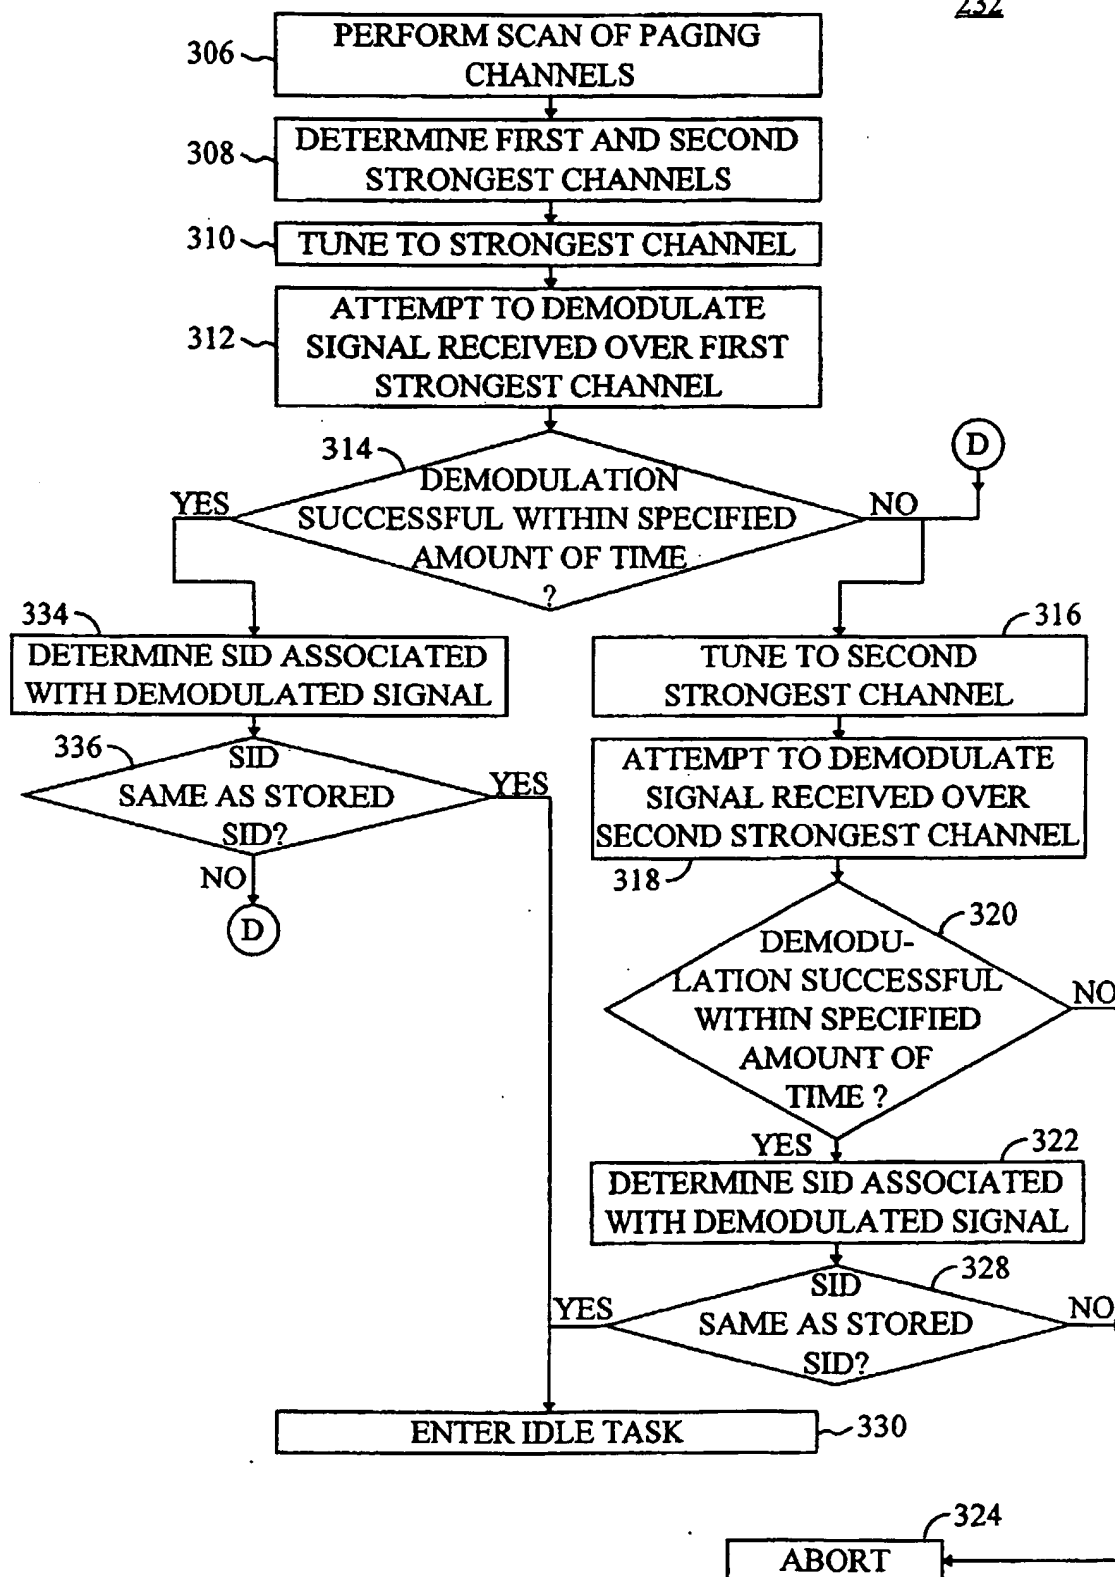 232
306
PERFORM SCAN OF PAGING
CHANNELS
308
DETERMINE FIRST AND SECOND
STRONGEST CHANNELS
310
TUNE TO STRONGEST CHANNEL
312
ATTEMPT TO DEMODULATE
SIGNAL RECEIVED OVER FIRST
STRONGEST CHANNEL
314
D
DEMODULATION
SUCCESSFUL WITHIN SPECIFIED
AMOUNT OF TIME
?
YES
NO
334
DETERMINE SID ASSOCIATED
WITH DEMODULATED SIGNAL
336
SID
SAME AS STORED
SID?
YES
NO
D
316
TUNE TO SECOND
STRONGEST CHANNEL
ATTEMPT TO DEMODULATE
SIGNAL RECEIVED OVER
SECOND STRONGEST CHANNEL
318
320
DEMODU-
LATION SUCCESSFUL
WITHIN SPECIFIED
AMOUNT OF
TIME ?
NO
YES
322
DETERMINE SID ASSOCIATED
WITH DEMODULATED SIGNAL
328
SID
SAME AS STORED
SID?
YES
NO
ENTER IDLE TASK
330
324
ABORT